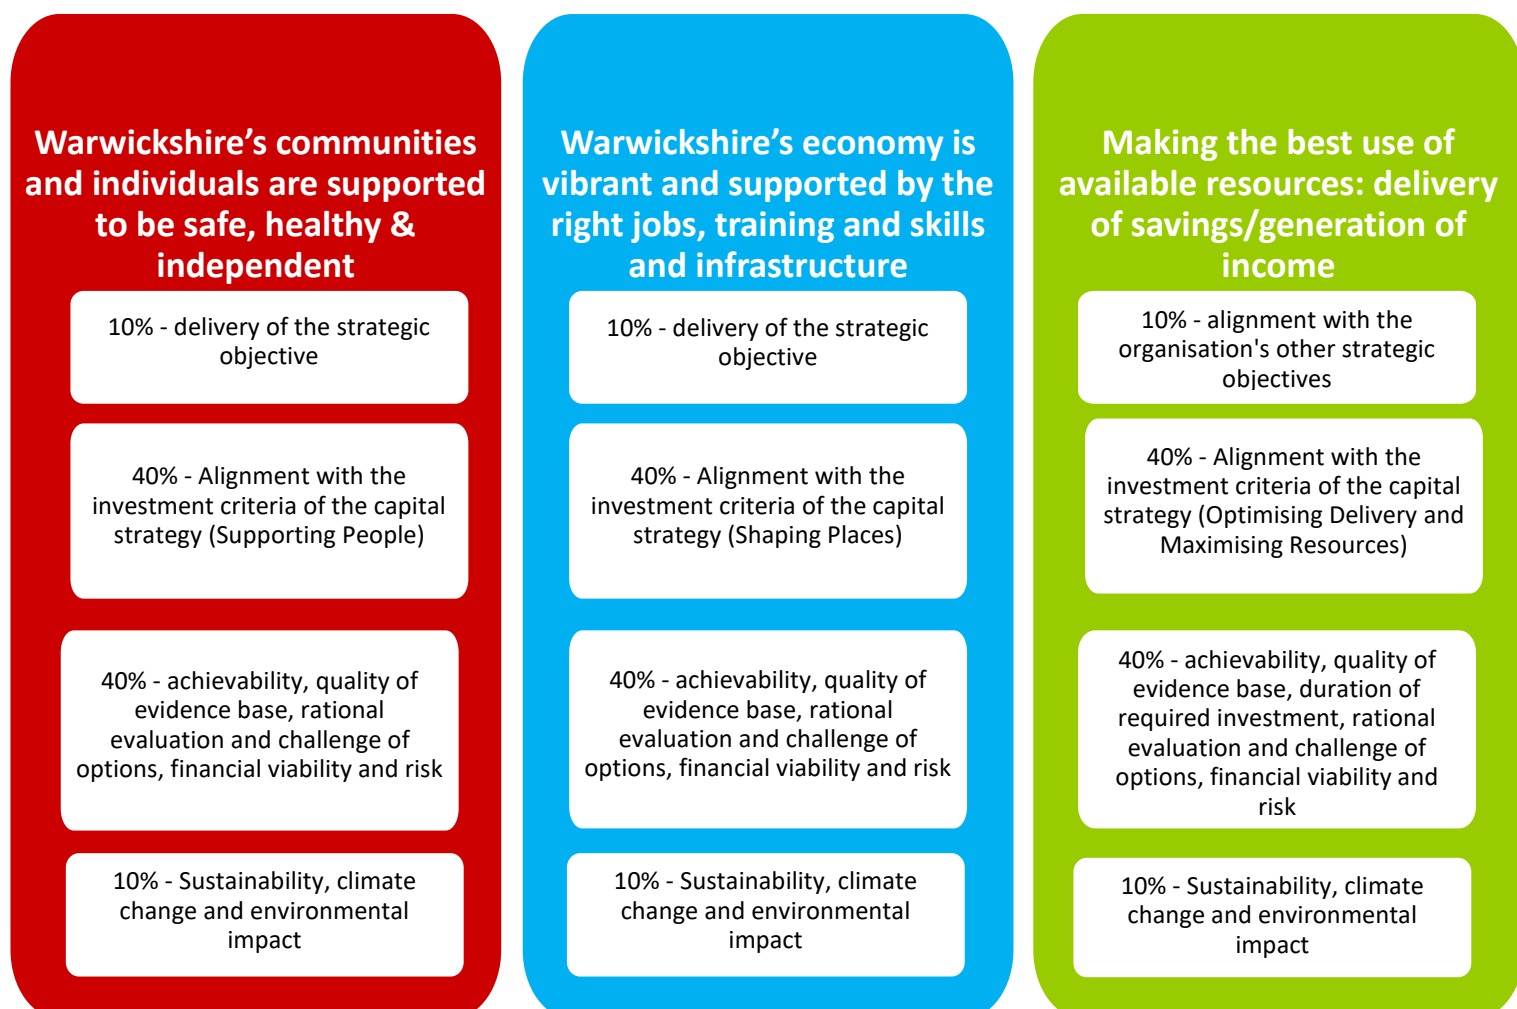 Warwickshire’s communities
and individuals are supported
to be safe, healthy &
independent
10% - delivery of the strategic
objective
40% - Alignment with the
investment criteria of the capital
strategy (Supporting People)
40% - achievability, quality of
evidence base, rational
evaluation and challenge of
options, financial viability and risk
10% - Sustainability, climate
change and environmental
impact
Warwickshire’s economy is
vibrant and supported by the
right jobs, training and skills
and infrastructure
10% - delivery of the strategic
objective
40% - Alignment with the
investment criteria of the capital
strategy (Shaping Places)
40% - achievability, quality of
evidence base, rational
evaluation and challenge of
options, financial viability and risk
10% - Sustainability, climate
change and environmental
impact
Making the best use of
available resources: delivery
of savings/generation of
income
10% - alignment with the
organisation's other strategic
objectives
40% - Alignment with the
investment criteria of the capital
strategy (Optimising Delivery and
Maximising Resources)
40% - achievability, quality of
evidence base, duration of
required investment, rational
evaluation and challenge of
options, financial viability and
risk
10% - Sustainability, climate
change and environmental
impact